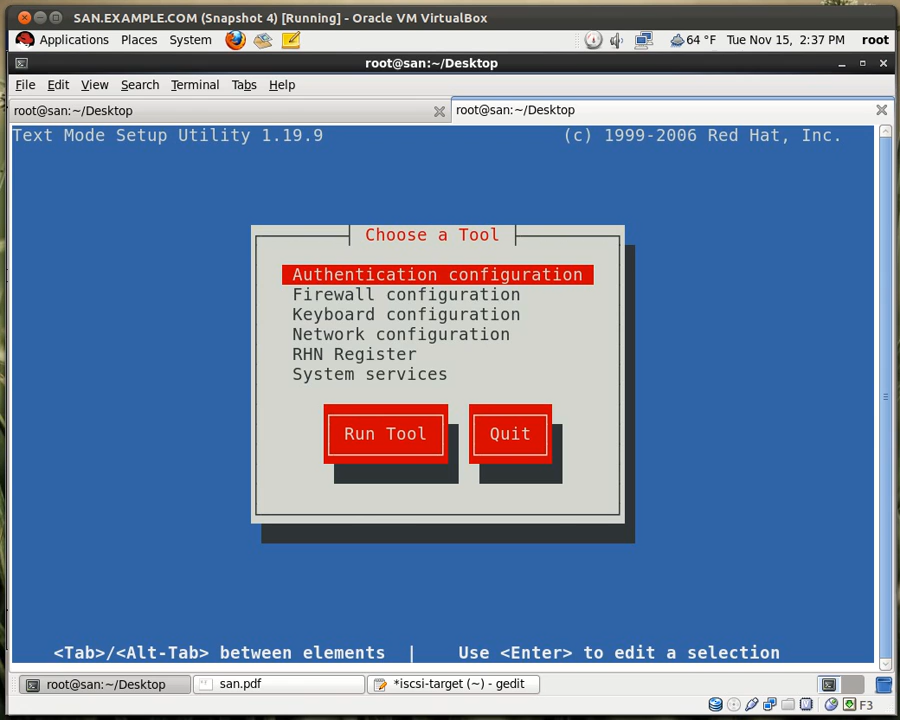 SAN.EXAMPLE.COM (Snapshot 4) [Running] - Oracle VM VirtualBox
Applications Places System 64 °F Tue Nov 15, 2:37 PM root
root@san:~/Desktop
File Edit View Search Terminal Tabs Help
root@san:~/Desktop root@san:~/Desktop
Text Mode Setup Utility 1.19.9 (c) 1999-2006 Red Hat, Inc.
Choose a Tool
Authentication configuration
Firewall configuration
Keyboard configuration
Network configuration
RHN Register
System services
Run Tool Quit
<Tab>/<Alt-Tab> between elements | Use <Enter> to edit a selection
root@san:~/Desktop san.pdf *iscsi-target (~) - gedit
F3